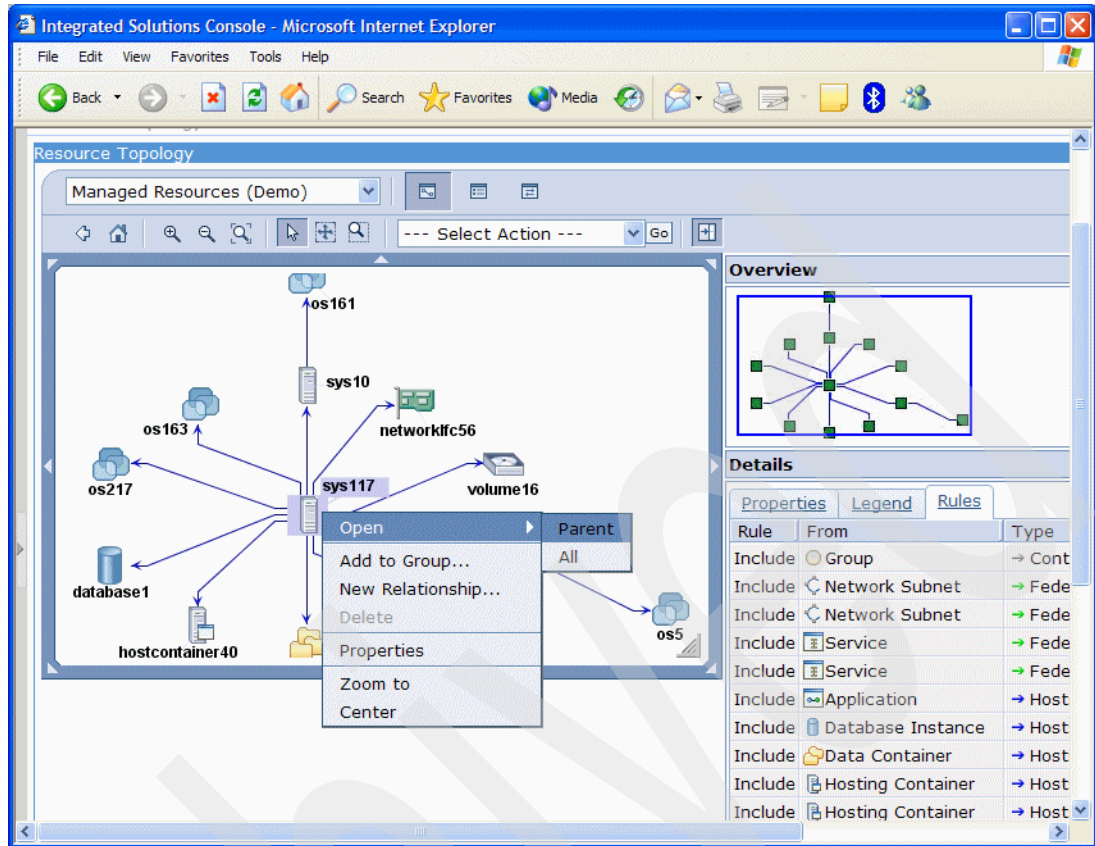 Integrated Solutions Console - Microsoft Internet Explorer
File Edit View Favorites Tools Help
Back Search Favorites Media
Resource Topology
Managed Resources (Demo)
--- Select Action --- Go
Overview
os161
sys10
networkIfc56
os163
os217
sys117
volume16
database1
hostcontainer40
os5
Open
Add to Group...
New Relationship...
Delete
Properties
Zoom to
Center
Parent
All
Details
Properties Legend Rules
Rule From Type
Include Group → Cont
Include Network Subnet → Fede
Include Network Subnet → Fede
Include Service → Fede
Include Service → Fede
Include Application → Host
Include Database Instance → Host
Include Data Container → Host
Include Hosting Container → Host
Include Hosting Container → Host